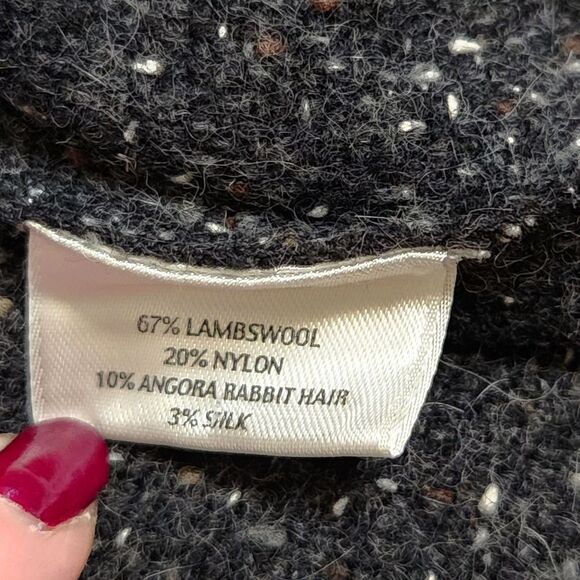 67% LAMBSWOOL
20% NYLON
10% ANGORA RABBIT HAIR
3% SILK